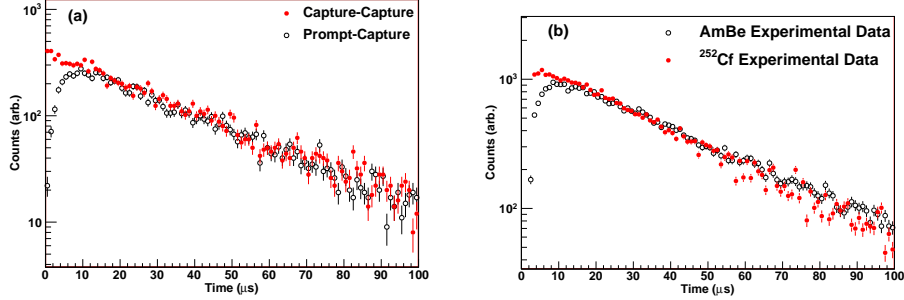 (a)
Capture-Capture
Prompt-Capture
Counts (arb.)
10³
10²
10
0 10 20 30 40 50 60 70 80 90 100
Time (μs)
(b)
AmBe Experimental Data
²⁵²Cf Experimental Data
Counts (arb.)
10³
10²
0 10 20 30 40 50 60 70 80 90 100
Time (μs)